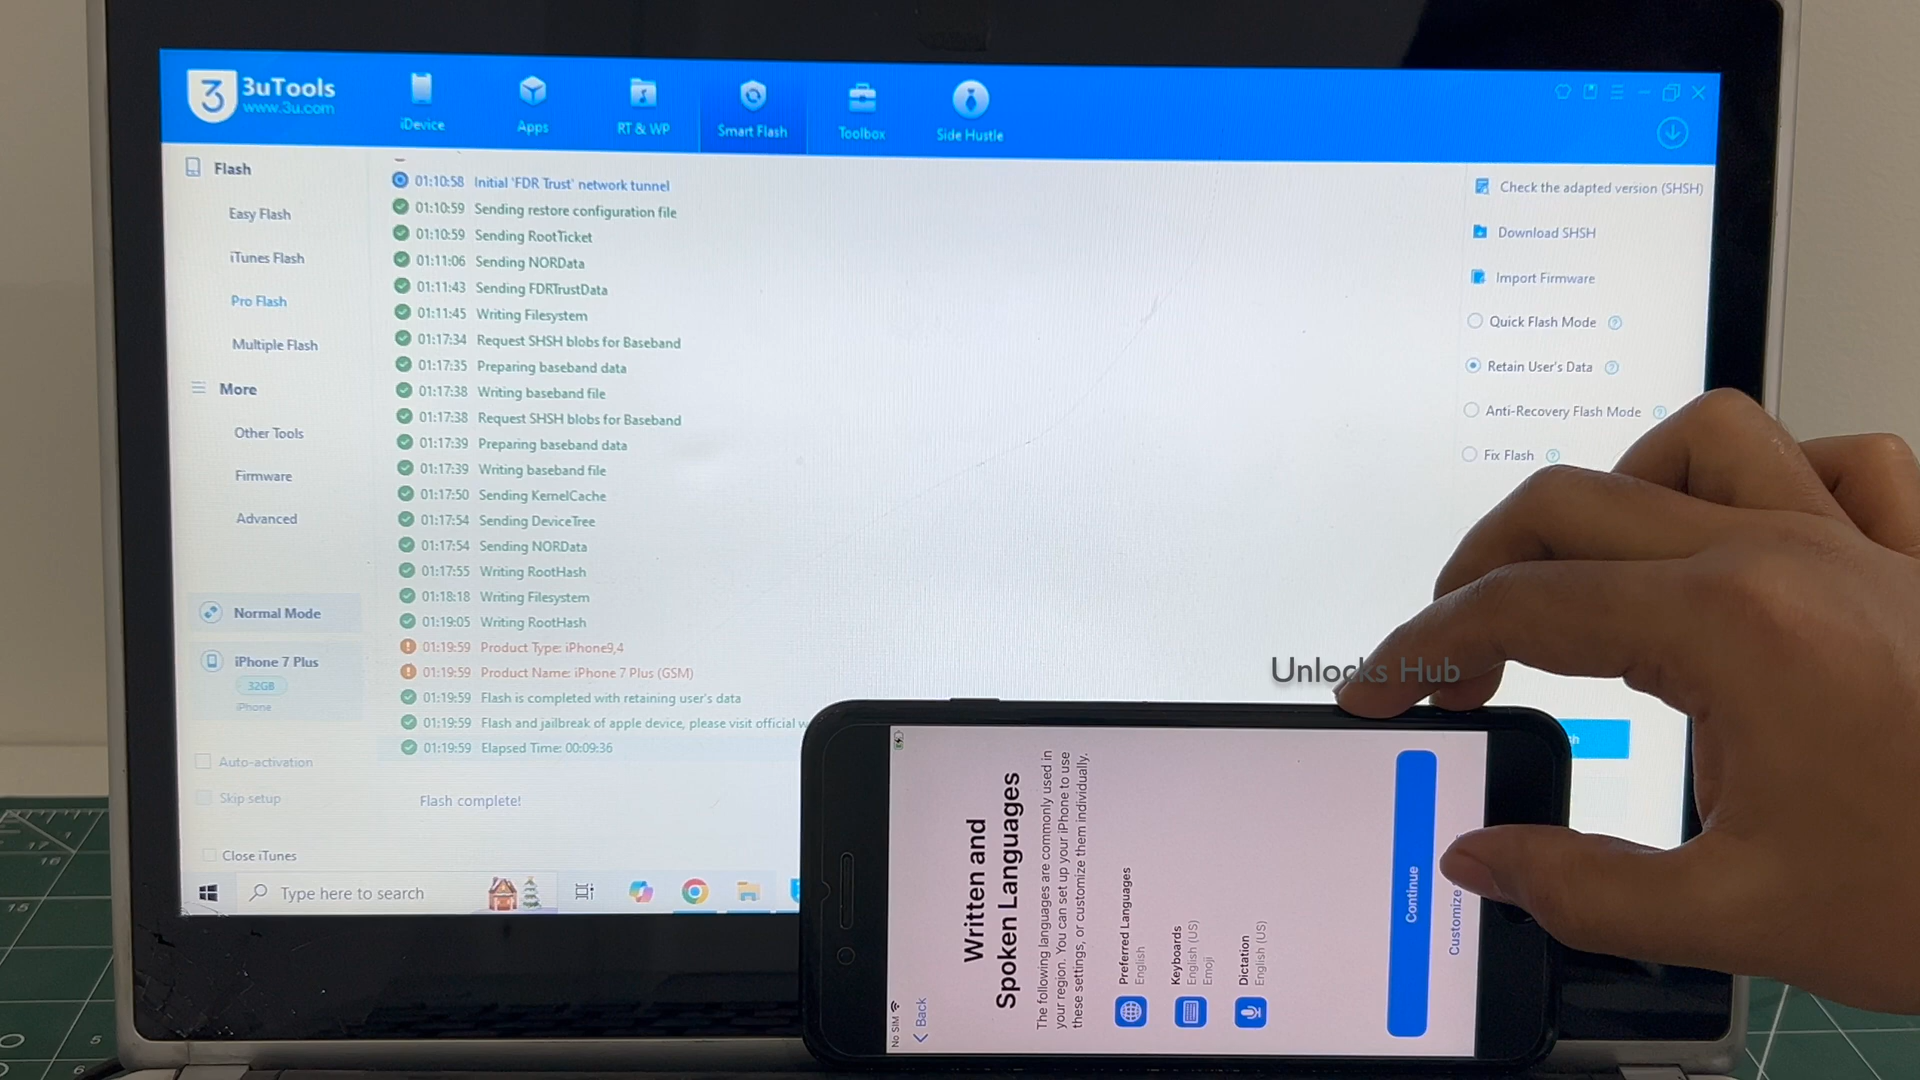 3 3uTools
www.3u.com
iDevice
Apps
RT & WP
Smart Flash
Toolbox
Side Hustle
Flash
Easy Flash
iTunes Flash
Pro Flash
Multiple Flash
More
Other Tools
Firmware
Advanced
Normal Mode
iPhone 7 Plus
32GB
iPhone
Auto-activation
Skip setup
Close iTunes
01:10:58 Initial 'FDR Trust' network tunnel
01:10:59 Sending restore configuration file
01:10:59 Sending RootTicket
01:11:06 Sending NORData
01:11:43 Sending FDRTrustData
01:11:45 Writing Filesystem
01:17:34 Request SHSH blobs for Baseband
01:17:35 Preparing baseband data
01:17:38 Writing baseband file
01:17:38 Request SHSH blobs for Baseband
01:17:39 Preparing baseband data
01:17:39 Writing baseband file
01:17:50 Sending KernelCache
01:17:54 Sending DeviceTree
01:17:54 Sending NORData
01:17:55 Writing RootHash
01:18:18 Writing Filesystem
01:19:05 Writing RootHash
01:19:59 Product Type: iPhone9,4
01:19:59 Product Name: iPhone 7 Plus (GSM)
01:19:59 Flash is completed with retaining user's data
01:19:59 Flash and jailbreak of apple device, please visit official w
01:19:59 Elapsed Time: 00:09:36
Flash complete!
Check the adapted version (SHSH)
Download SHSH
Import Firmware
Quick Flash Mode
Retain User's Data
Anti-Recovery Flash Mode
Fix Flash
Unlocks Hub
Type here to search
No SIM
Back
Written and
Spoken Languages
The following languages are commonly used in
your region. You can set up your iPhone to use
these settings, or customize them individually.
Preferred Languages
English
Keyboards
English (US)
Emoji
Dictation
English (US)
Continue
Customize
17
16
15
5
6